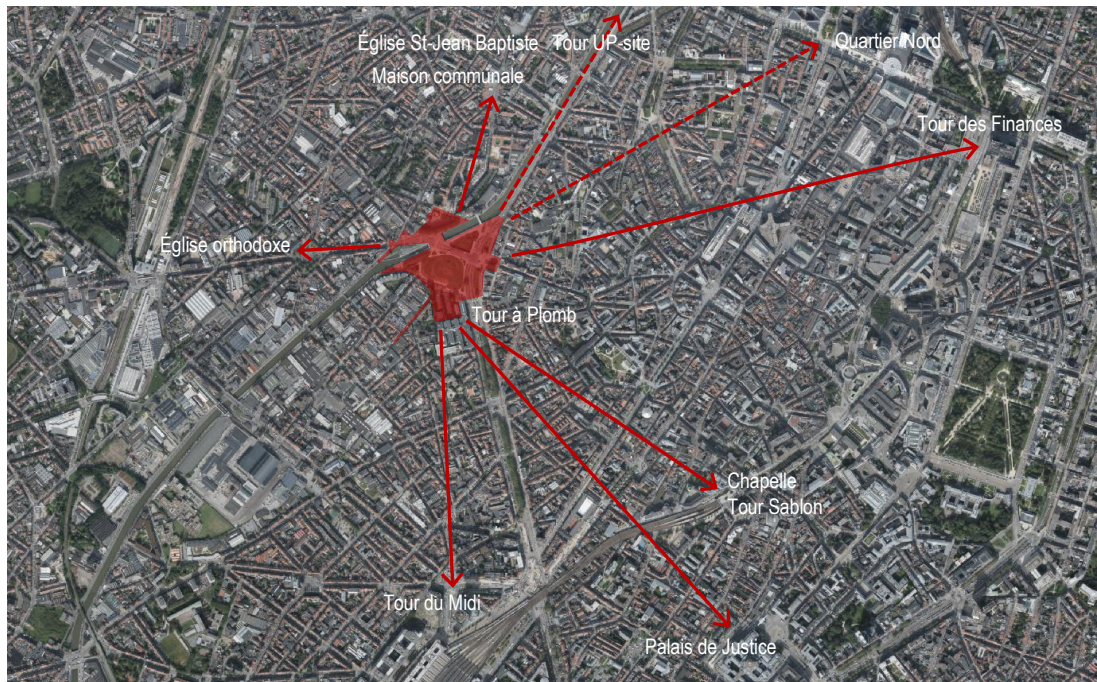 Église St-Jean Baptiste
Tour UP-site
Quartier Nord
Maison communale
Tour des Finances
Église orthodoxe
Tour à Plomb
Chapelle
Tour Sablon
Tour du Midi
Palais de Justice